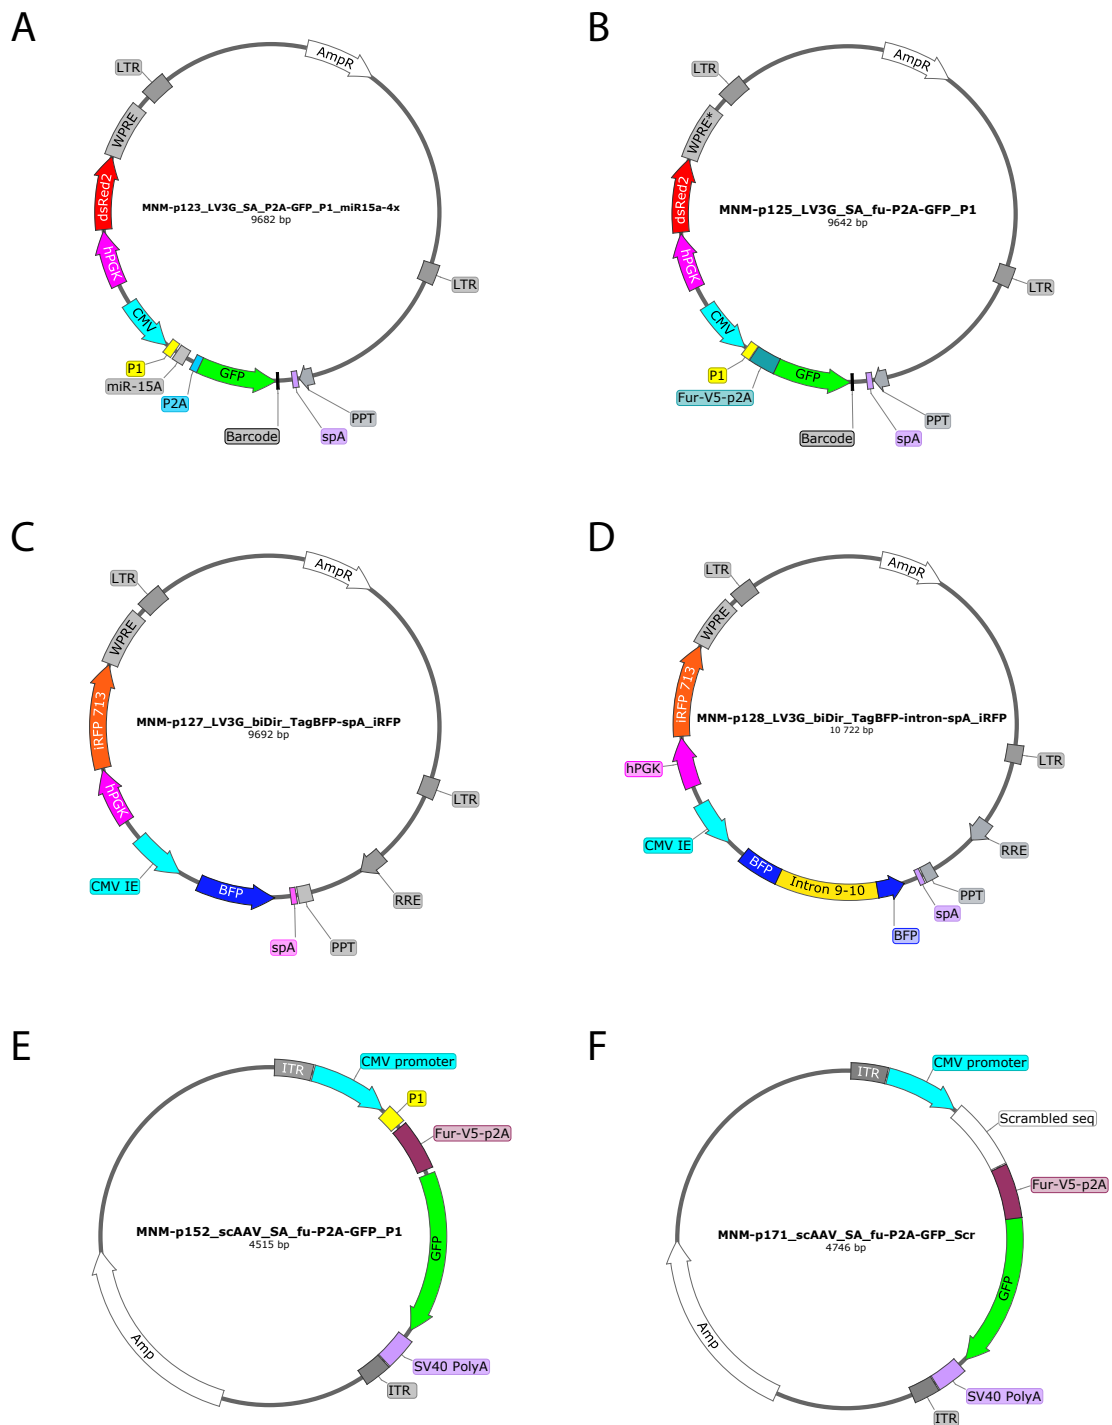 A
AmpR
LTR
WPRE
dsRed2
hPGK
CMV
P1
miR-15A
P2A
GFP
Barcode
spA
PPT
LTR
MNM-p123_LV3G_SA_P2A-GFP_P1_miR15a-4x
9682 bp
B
AmpR
LTR
WPRE*
dsRed2
hPGK
CMV
P1
Fur-V5-p2A
GFP
Barcode
spA
PPT
LTR
MNM-p125_LV3G_SA_fu-P2A-GFP_P1
9642 bp
C
AmpR
LTR
WPRE
iRFP 713
hPGK
CMV IE
BFP
spA
PPT
RRE
LTR
MNM-p127_LV3G_biDir_TagBFP-spA_iRFP
9692 bp
D
AmpR
LTR
WPRE
iRFP 713
hPGK
CMV IE
BFP
Intron 9-10
BFP
spA
PPT
RRE
LTR
MNM-p128_LV3G_biDir_TagBFP-intron-spA_iRFP
10 722 bp
E
ITR
CMV promoter
P1
Fur-V5-p2A
GFP
SV40 PolyA
ITR
Amp
MNM-p152_scAAV_SA_fu-P2A-GFP_P1
4515 bp
F
ITR
CMV promoter
Scrambled seq
Fur-V5-p2A
GFP
SV40 PolyA
ITR
Amp
MNM-p171_scAAV_SA_fu-P2A-GFP_Scr
4746 bp